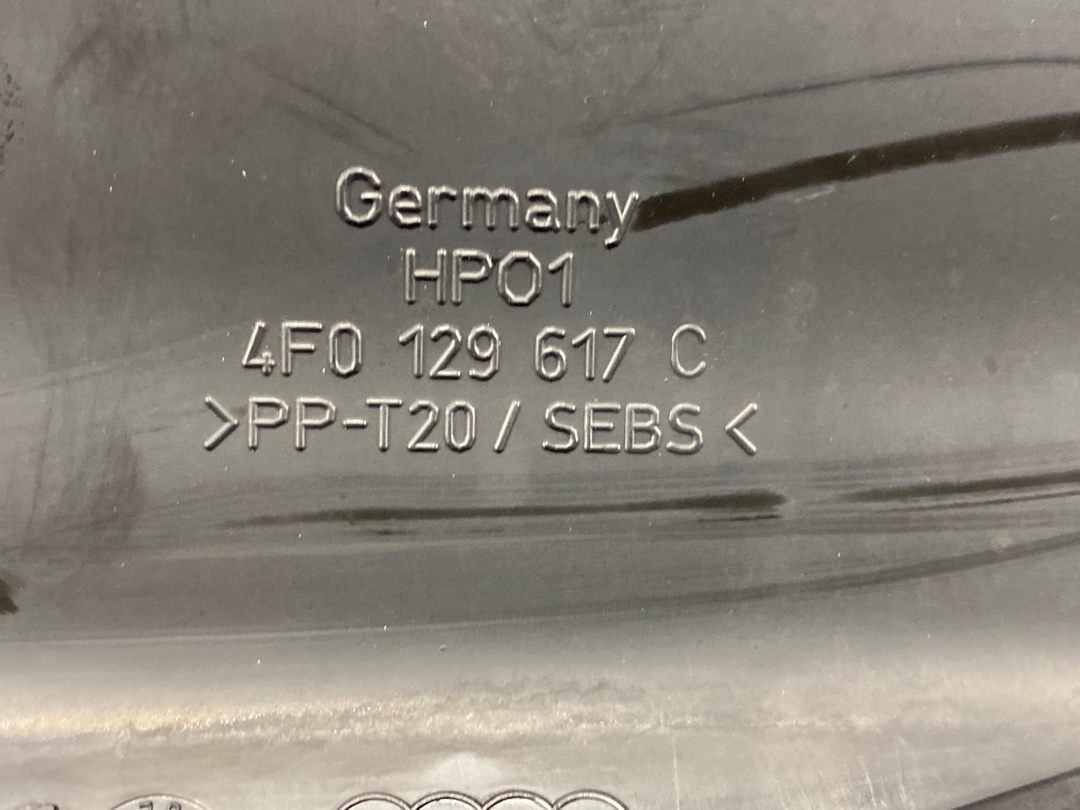 Germany
HP01
4F0 129 617 C
>PP-T20 / SEBS<